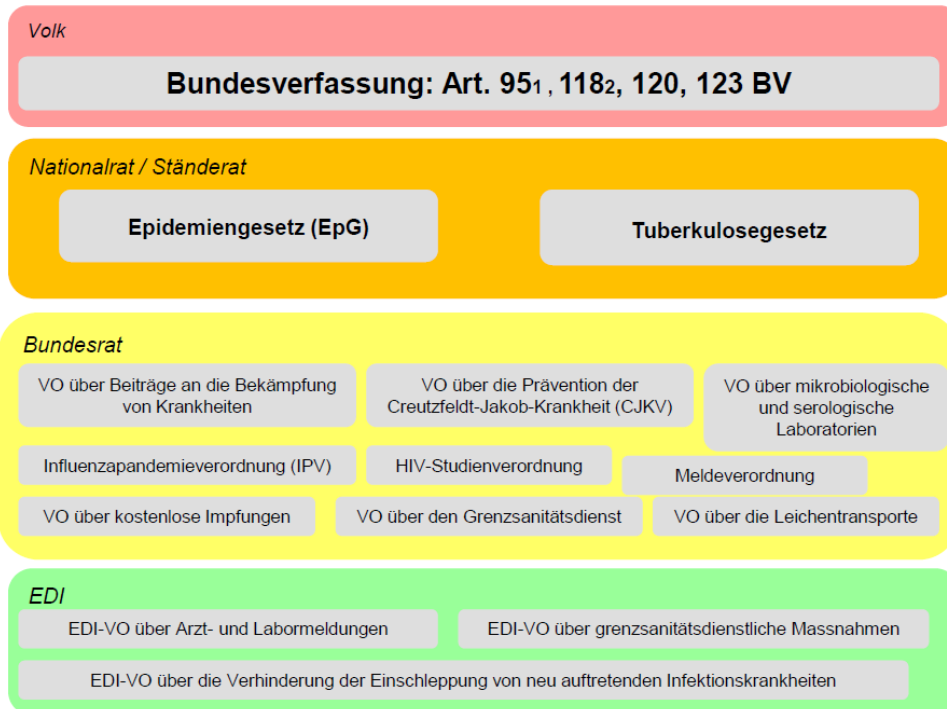 Volk
Bundesverfassung: Art. 95₁ , 118₂, 120, 123 BV
Nationalrat / Ständerat
Epidemiengesetz (EpG)
Tuberkulosegesetz
Bundesrat
VO über Beiträge an die Bekämpfung
von Krankheiten
VO über die Prävention der
Creutzfeldt-Jakob-Krankheit (CJKV)
VO über mikrobiologische
und serologische
Laboratorien
Influenzapandemieverordnung (IPV)
HIV-Studienverordnung
Meldeverordnung
VO über kostenlose Impfungen
VO über den Grenzsanitätsdienst
VO über die Leichentransporte
EDI
EDI-VO über Arzt- und Labormeldungen
EDI-VO über grenzsanitätsdienstliche Massnahmen
EDI-VO über die Verhinderung der Einschleppung von neu auftretenden Infektionskrankheiten